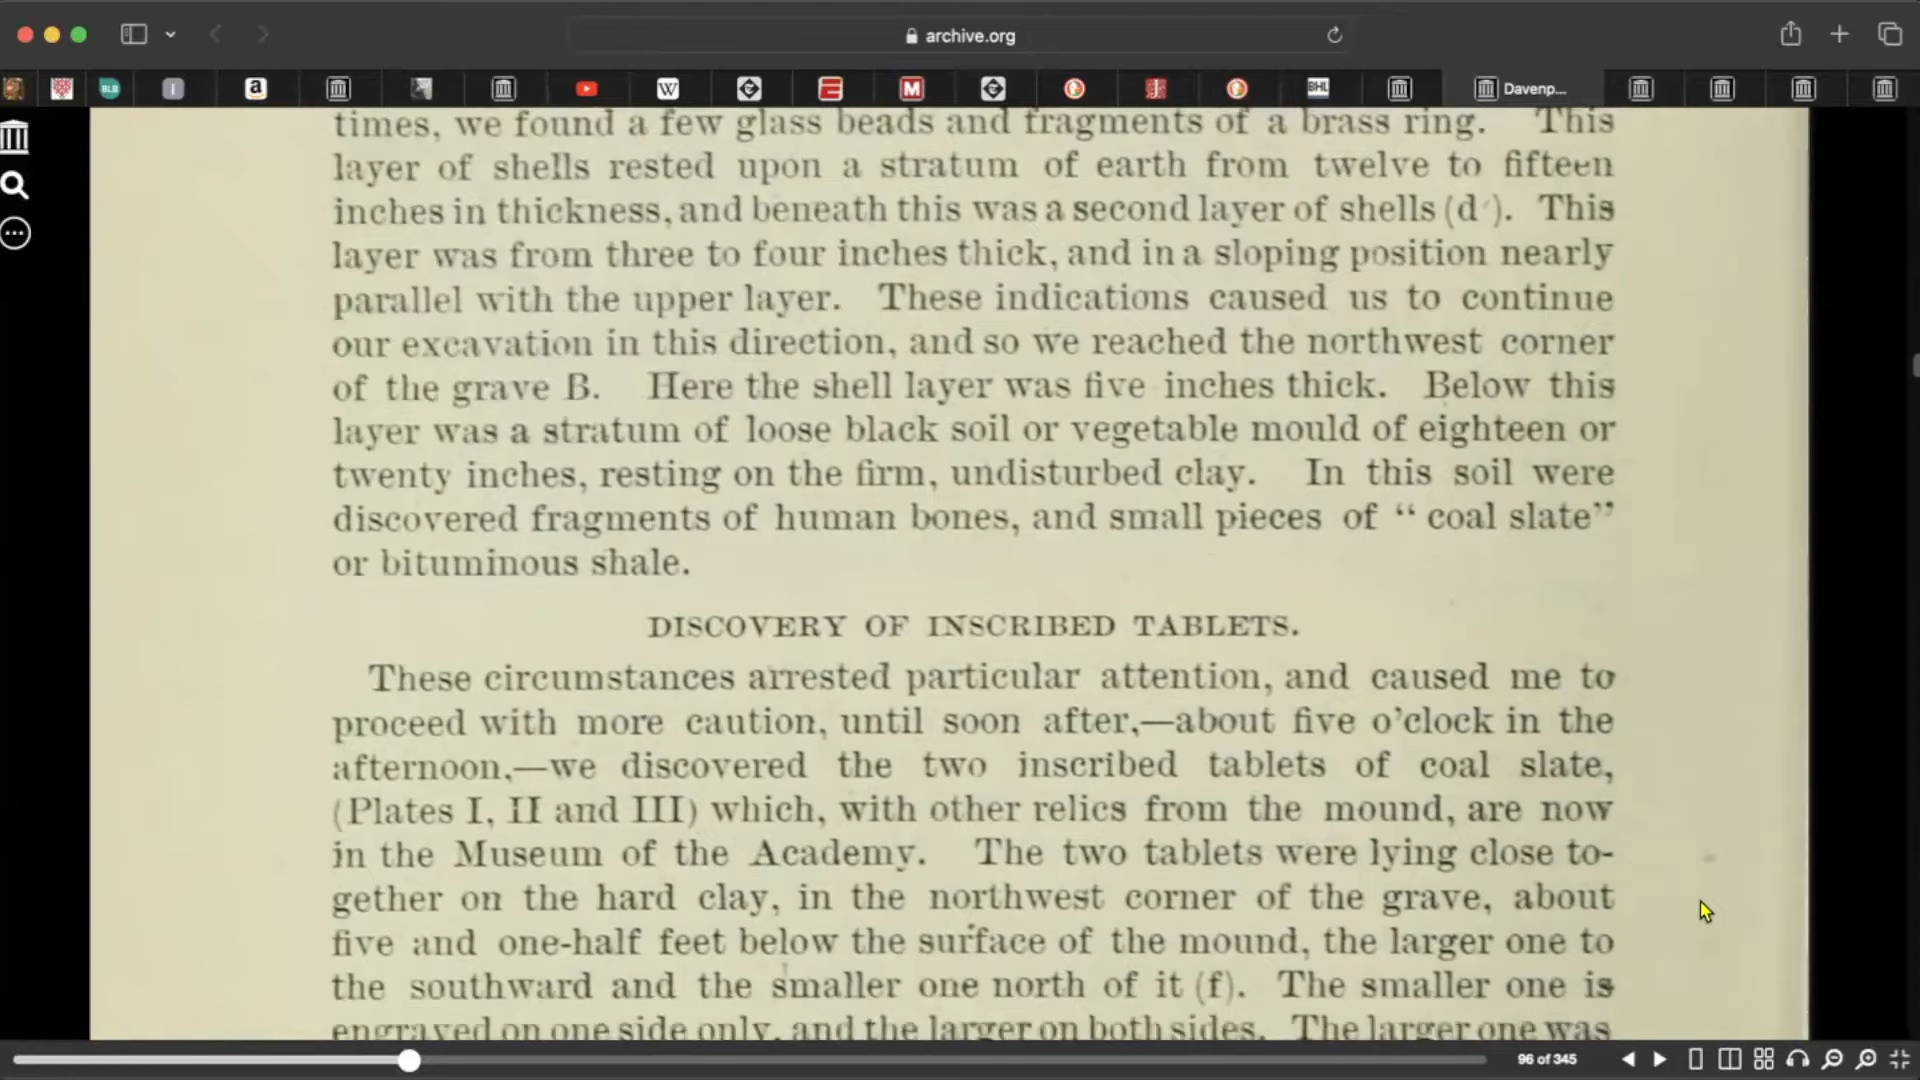 archive.org
BLB
I
a
W
M
J
BHL
Davenp...
times, we found a few glass beads and fragments of a brass ring. This
layer of shells rested upon a stratum of earth from twelve to fifteen
inches in thickness, and beneath this was a second layer of shells (d´). This
layer was from three to four inches thick, and in a sloping position nearly
parallel with the upper layer. These indications caused us to continue
our excavation in this direction, and so we reached the northwest corner
of the grave B. Here the shell layer was five inches thick. Below this
layer was a stratum of loose black soil or vegetable mould of eighteen or
twenty inches, resting on the firm, undisturbed clay. In this soil were
discovered fragments of human bones, and small pieces of “ coal slate”
or bituminous shale.
DISCOVERY OF INSCRIBED TABLETS.
These circumstances arrested particular attention, and caused me to
proceed with more caution, until soon after,—about five o’clock in the
afternoon,—we discovered the two inscribed tablets of coal slate,
(Plates I, II and III) which, with other relics from the mound, are now
in the Museum of the Academy. The two tablets were lying close to-
gether on the hard clay, in the northwest corner of the grave, about
five and one-half feet below the surface of the mound, the larger one to
the southward and the smaller one north of it (f). The smaller one is
engraved on one side only, and the larger on both sides. The larger one was
96 of 345